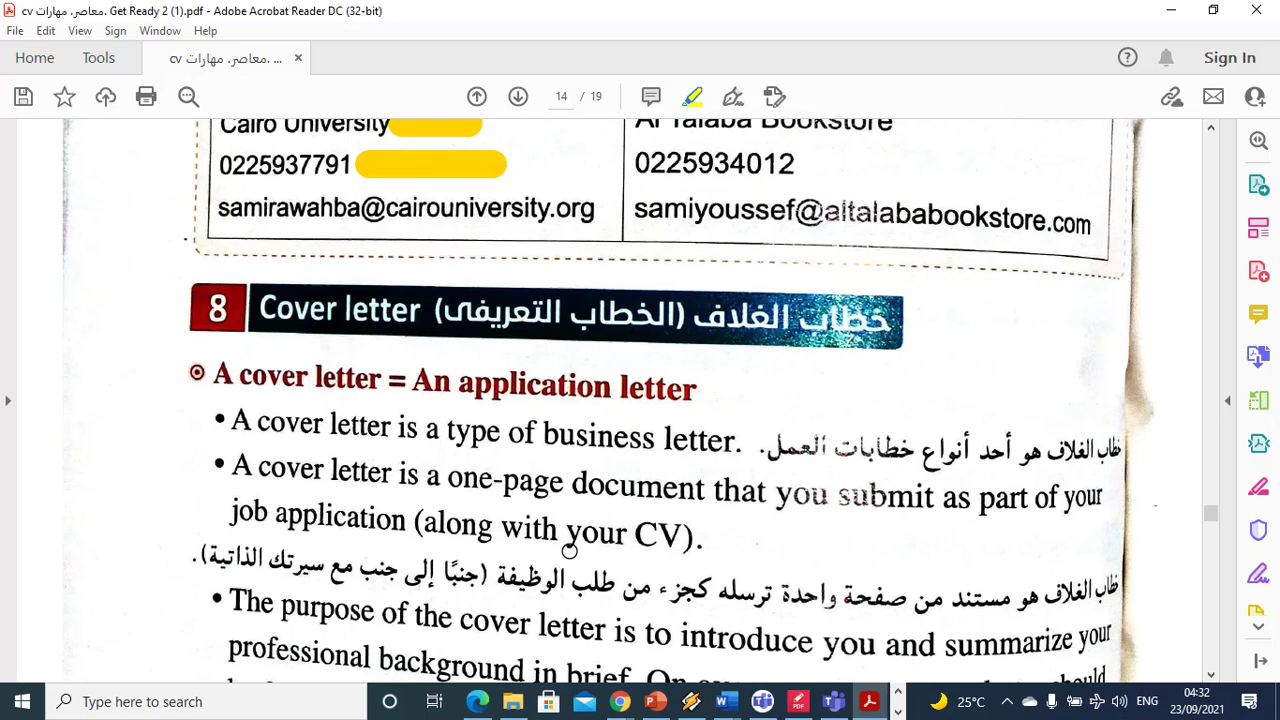 معاصر. مهارات cv. Get Ready 2 (1).pdf - Adobe Acrobat Reader DC (32-bit)
File Edit View Sign Window Help
Home Tools معاصر. مهارات cv. ... × Sign In
14 / 19
Cairo University Al Talaba Bookstore
0225937791 0225934012
samirawahba@cairouniversity.org samiyoussef@altalababookstore.com
8 Cover letter خطاب الغلاف (الخطاب التعريفى)
A cover letter = An application letter
• A cover letter is a type of business letter. خطاب الغلاف هو أحد أنواع خطابات العمل.
• A cover letter is a one-page document that you submit as part of your
job application (along with your CV).
خطاب الغلاف هو مستند من صفحة واحدة ترسله كجزء من طلب الوظيفة (جنبًا إلى جنب مع سيرتك الذاتية).
• The purpose of the cover letter is to introduce you and summarize your
professional background in brief. On should
Type here to search 25°C ENG 04:32
23/09/2021